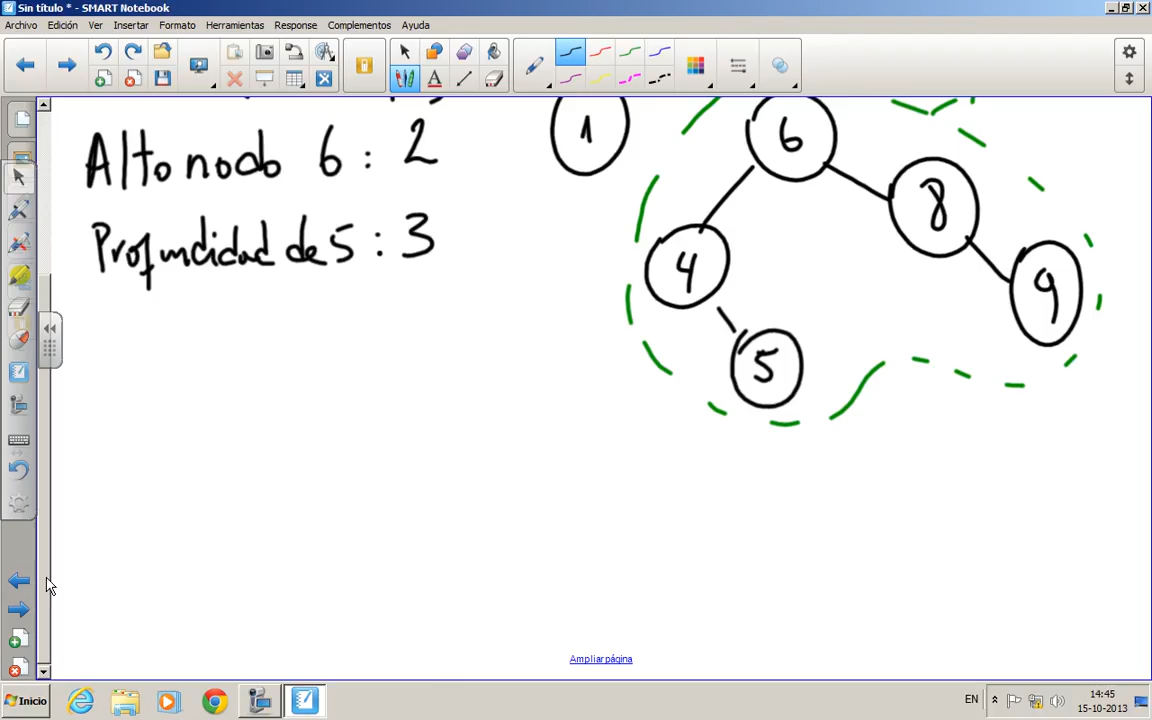 Sin título * - SMART Notebook
Archivo Edición Ver Insertar Formato Herramientas Response Complementos Ayuda
Alto nodo 6 : 2
Profundidad de 5 : 3
1
6
8
4
9
5
Ampliar página
Inicio
EN
14:45
15-10-2013